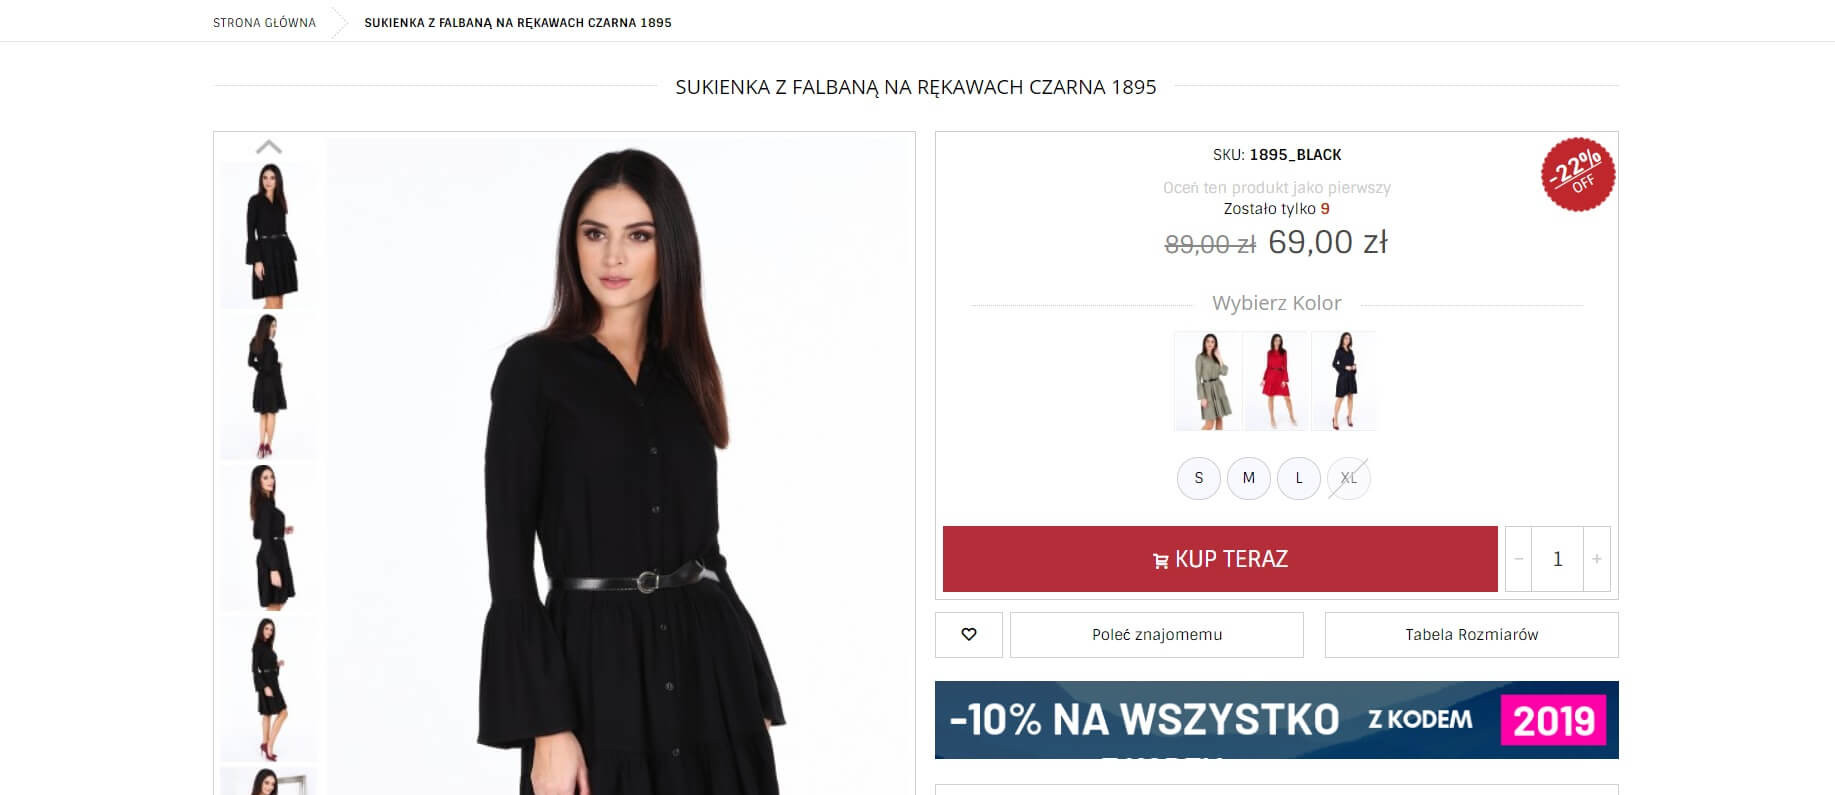 STRONA GŁÓWNA
SUKIENKA Z FALBANĄ NA RĘKAWACH CZARNA 1895
SUKIENKA Z FALBANĄ NA RĘKAWACH CZARNA 1895
SKU: 1895_BLACK
-22%
OFF
Oceń ten produkt jako pierwszy
Zostało tylko 9
89,00 zł 69,00 zł
Wybierz Kolor
S M L XL
KUP TERAZ
- 1 +
Poleć znajomemu
Tabela Rozmiarów
-10% NA WSZYSTKO Z KODEM 2019